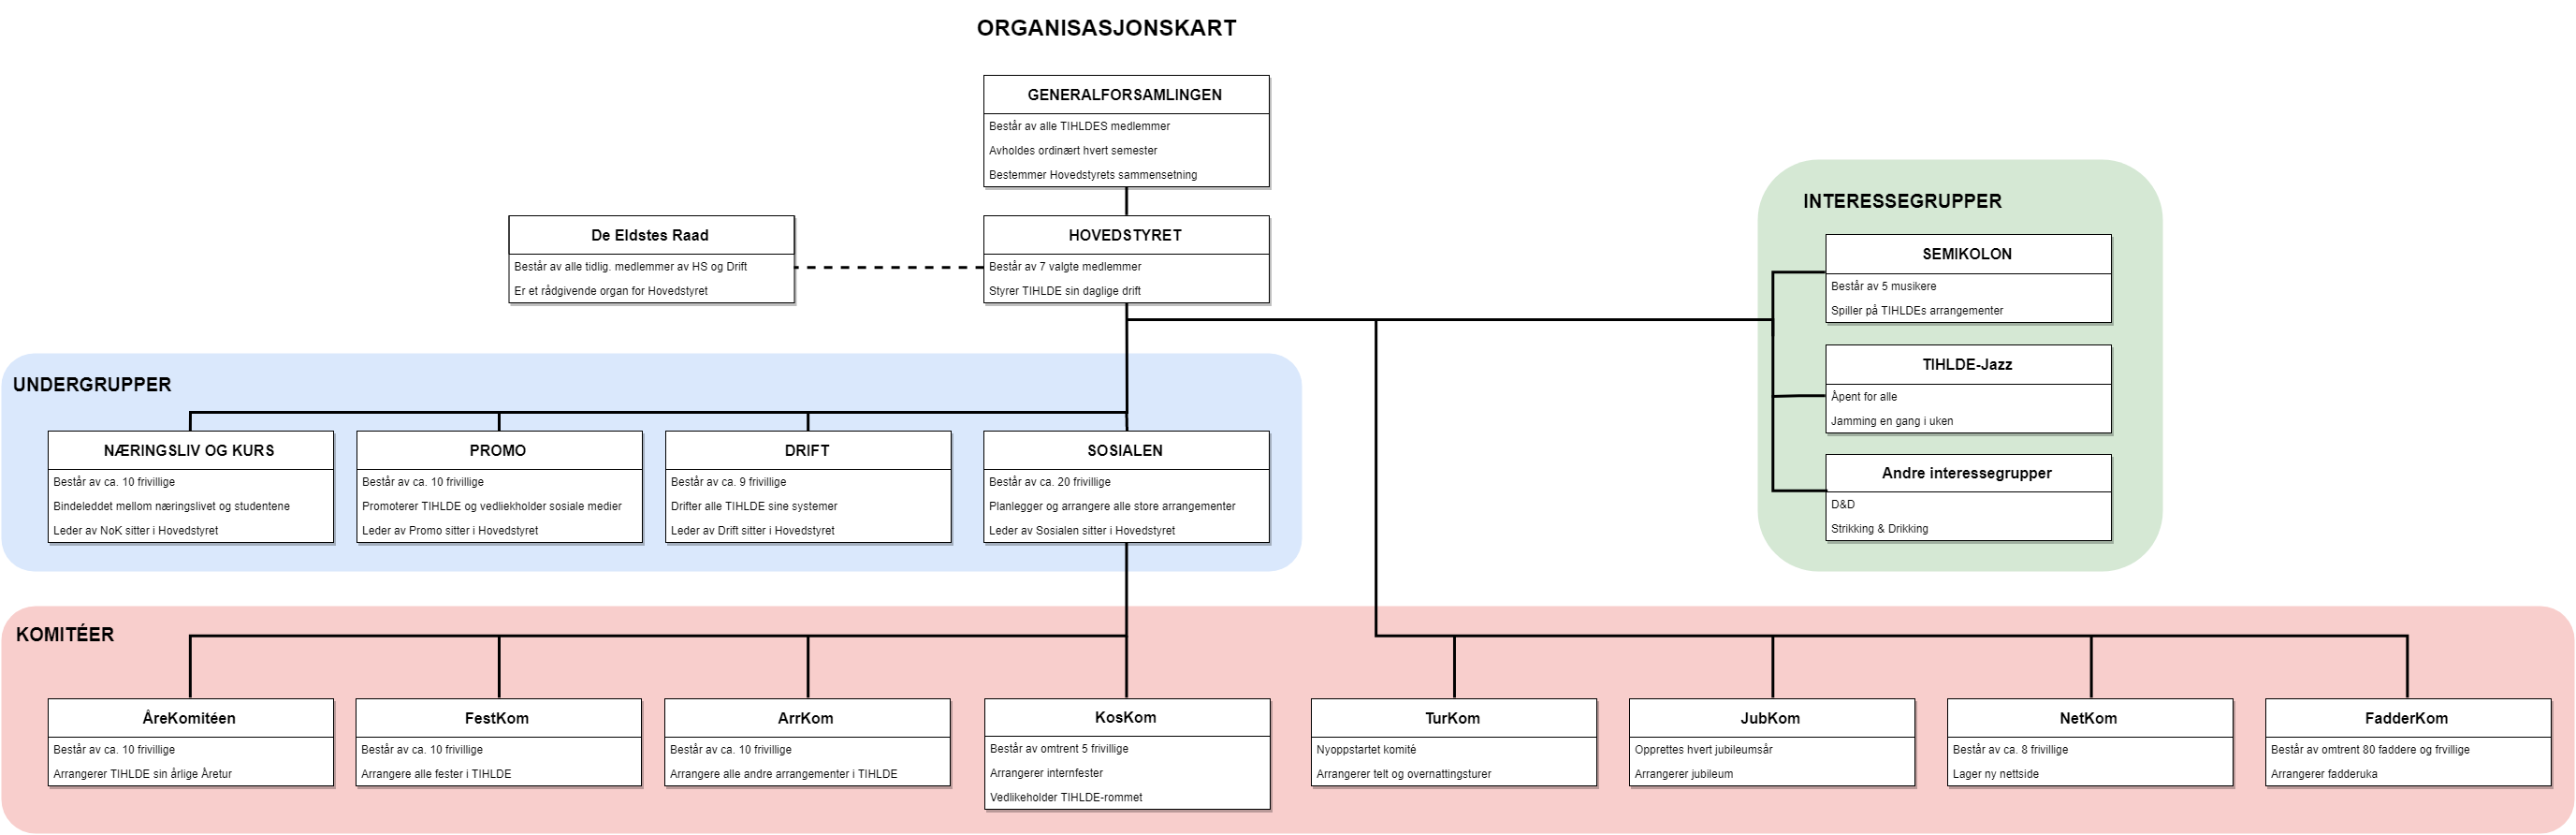 ORGANISASJONSKART
GENERALFORSAMLINGEN
Består av alle TIHLDES medlemmer
Avholdes ordinært hvert semester
Bestemmer Hovedstyrets sammensetning
De Eldstes Raad
Består av alle tidlig. medlemmer av HS og Drift
Er et rådgivende organ for Hovedstyret
HOVEDSTYRET
Består av 7 valgte medlemmer
Styrer TIHLDE sin daglige drift
INTERESSEGRUPPER
SEMIKOLON
Består av 5 musikere
Spiller på TIHLDEs arrangementer
TIHLDE-Jazz
Åpent for alle
Jamming en gang i uken
Andre interessegrupper
D&D
Strikking & Drikking
UNDERGRUPPER
NÆRINGSLIV OG KURS
Består av ca. 10 frivillige
Bindeleddet mellom næringslivet og studentene
Leder av NoK sitter i Hovedstyret
PROMO
Består av ca. 10 frivillige
Promoterer TIHLDE og vedliekholder sosiale medier
Leder av Promo sitter i Hovedstyret
DRIFT
Består av ca. 9 frivillige
Drifter alle TIHLDE sine systemer
Leder av Drift sitter i Hovedstyret
SOSIALEN
Består av ca. 20 frivillige
Planlegger og arrangere alle store arrangementer
Leder av Sosialen sitter i Hovedstyret
KOMITÉER
ÅreKomitéen
Består av ca. 10 frivillige
Arrangerer TIHLDE sin årlige Åretur
FestKom
Består av ca. 10 frivillige
Arrangere alle fester i TIHLDE
ArrKom
Består av ca. 10 frivillige
Arrangere alle andre arrangementer i TIHLDE
KosKom
Består av omtrent 5 frivillige
Arrangerer internfester
Vedlikeholder TIHLDE-rommet
TurKom
Nyoppstartet komité
Arrangerer telt og overnattingsturer
JubKom
Opprettes hvert jubileumsår
Arrangerer jubileum
NetKom
Består av ca. 8 frivillige
Lager ny nettside
FadderKom
Består av omtrent 80 faddere og frvillige
Arrangerer fadderuka